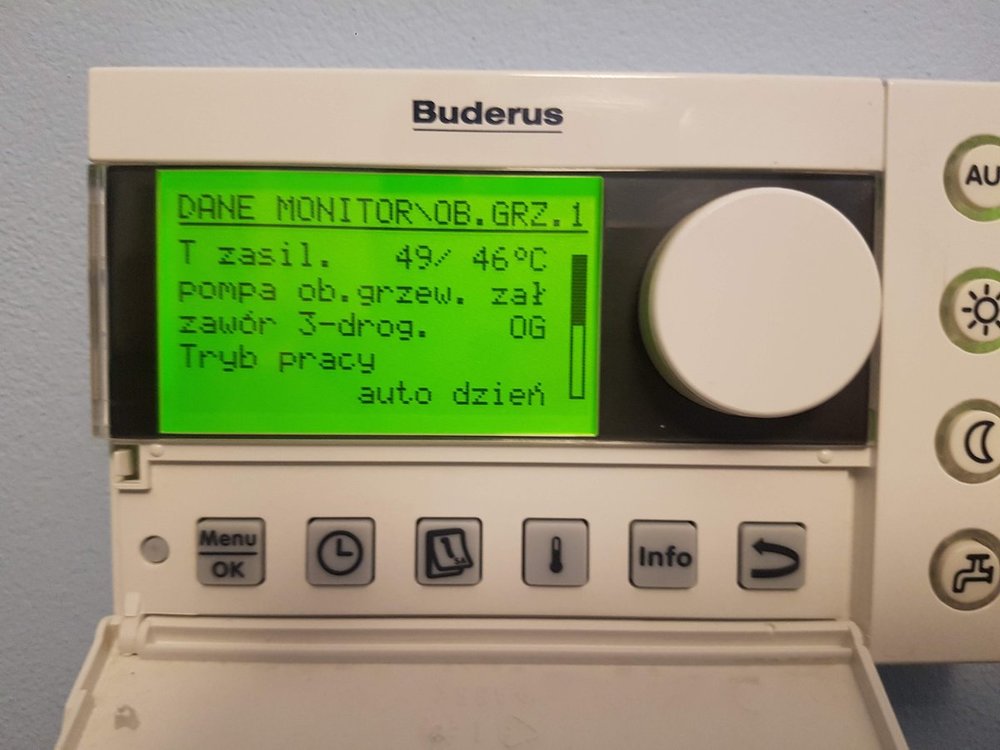 Buderus
DANE MONITOR\OB.GRZ.1
T zasil. 49/ 46°C
pompa ob.grzew. zał
zawór 3-drog. OG
Tryb pracy
auto dzień
AU
Menu
OK
Info